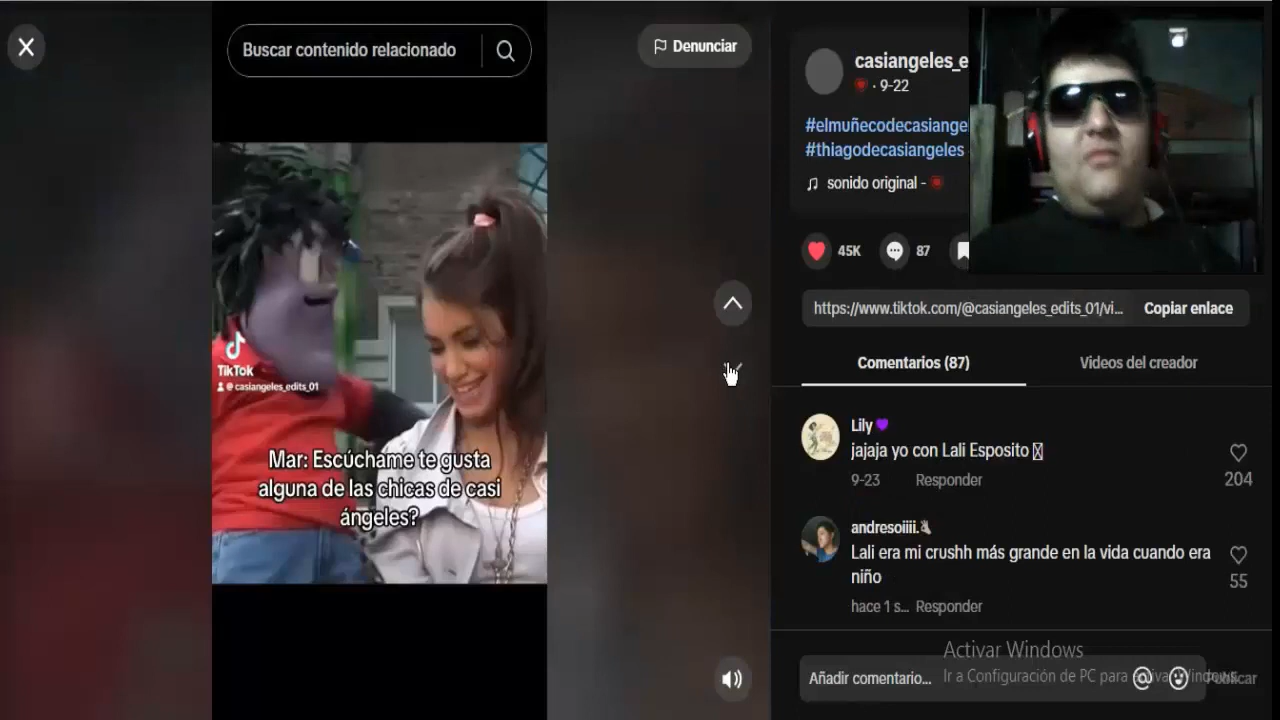 Buscar contenido relacionado
Denunciar
casiangeles_e
· 9-22
#elmuñecodecasiange
#thiagodecasiangeles
sonido original -
45K
87
https://www.tiktok.com/@casiangeles_edits_01/vi...
Copiar enlace
Comentarios (87)
Videos del creador
TikTok
@casiangeles_edits_01
Mar: Escúchame te gusta
alguna de las chicas de casi
ángeles?
Lily
jajaja yo con Lali Esposito
9-23
Responder
204
andresoiiii.
Lali era mi crushh más grande en la vida cuando era
niño
hace 1 s...
Responder
55
Activar Windows
Ir a Configuración de PC para activar Windows.
Añadir comentario...
Publicar